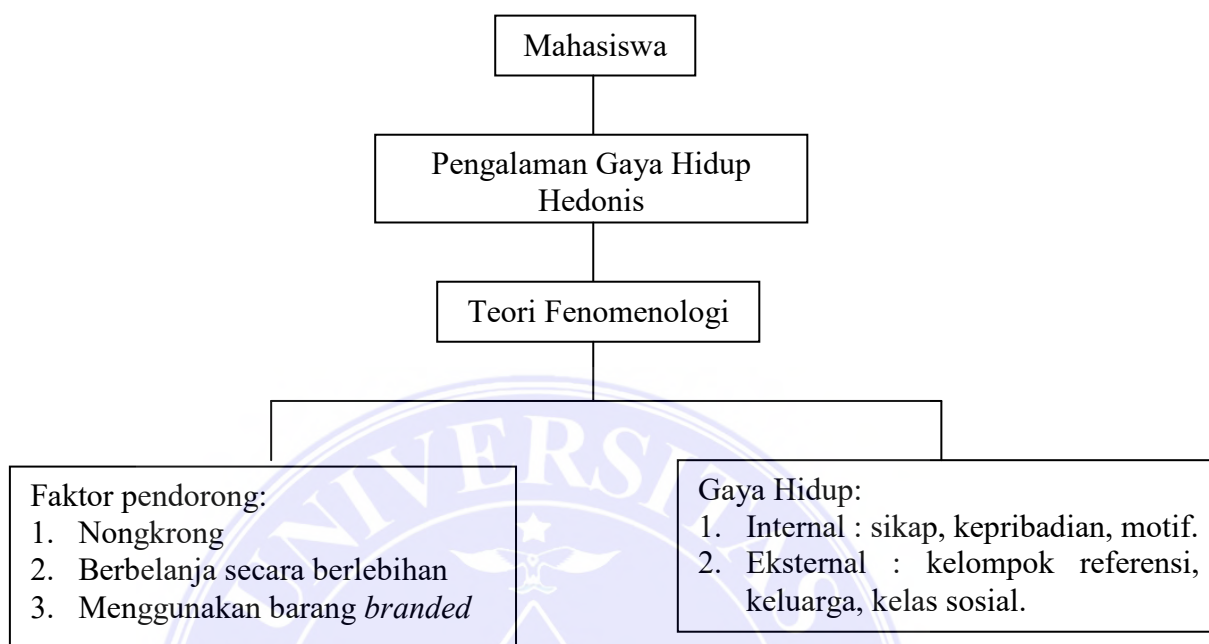 Mahasiswa
Pengalaman Gaya Hidup
Hedonis
Teori Fenomenologi
Faktor pendorong:
1. Nongkrong
2. Berbelanja secara berlebihan
3. Menggunakan barang branded
Gaya Hidup:
1. Internal : sikap, kepribadian, motif.
2. Eksternal : kelompok referensi,
keluarga, kelas sosial.
UNIVERSITAS